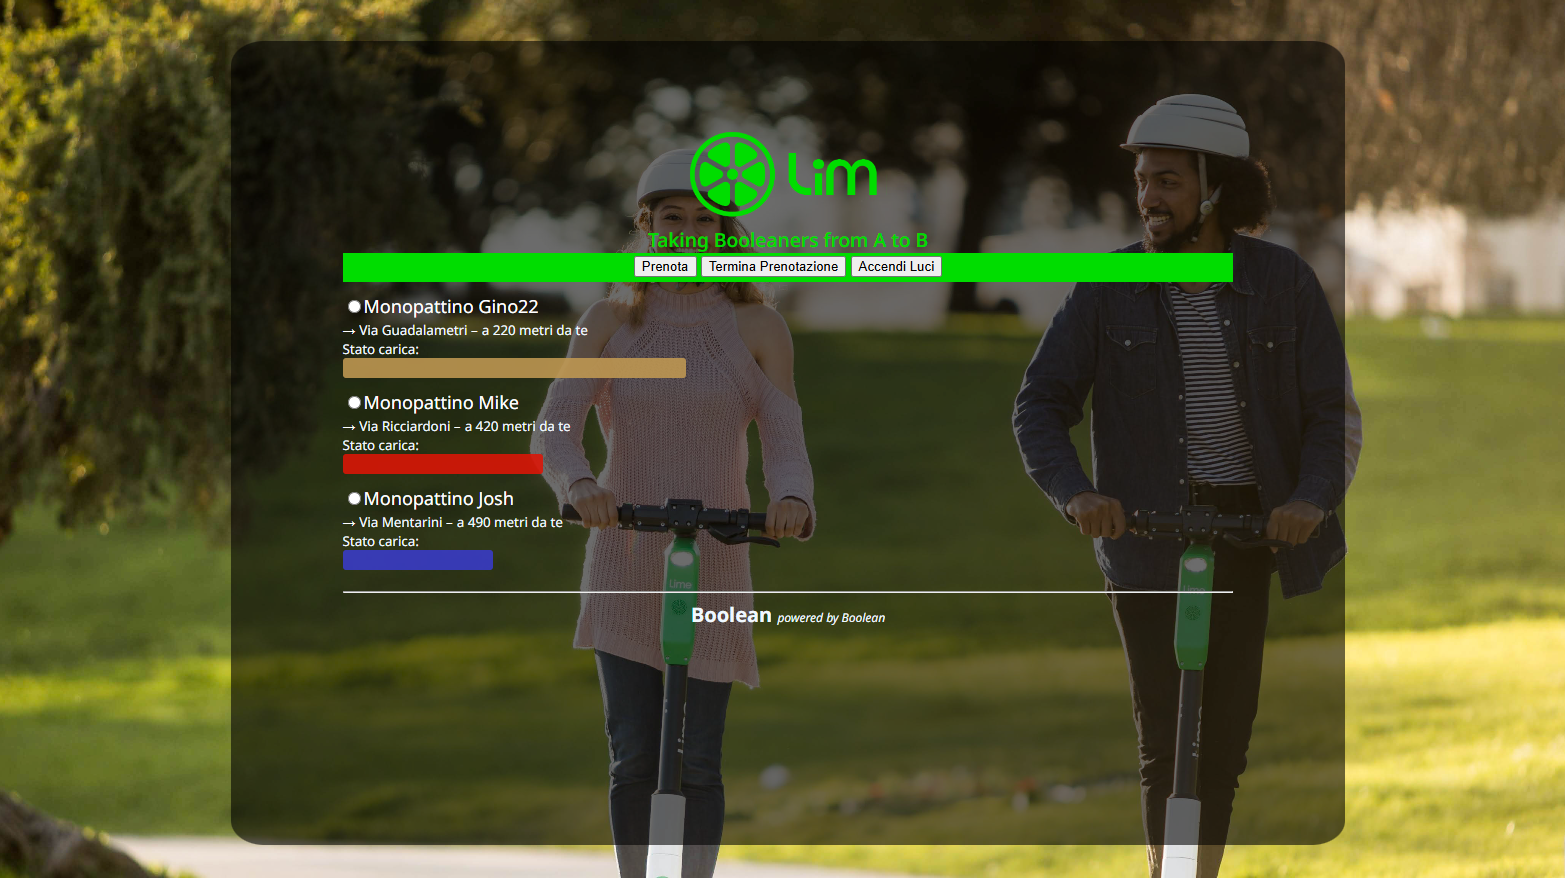 Lim
Taking Booleaners from A to B
Prenota Termina Prenotazione Accendi Luci
Monopattino Gino22
→ Via Guadalametri – a 220 metri da te
Stato carica:
Monopattino Mike
→ Via Ricciardoni – a 420 metri da te
Stato carica:
Monopattino Josh
→ Via Mentarini – a 490 metri da te
Stato carica:
Lime
Boolean powered by Boolean